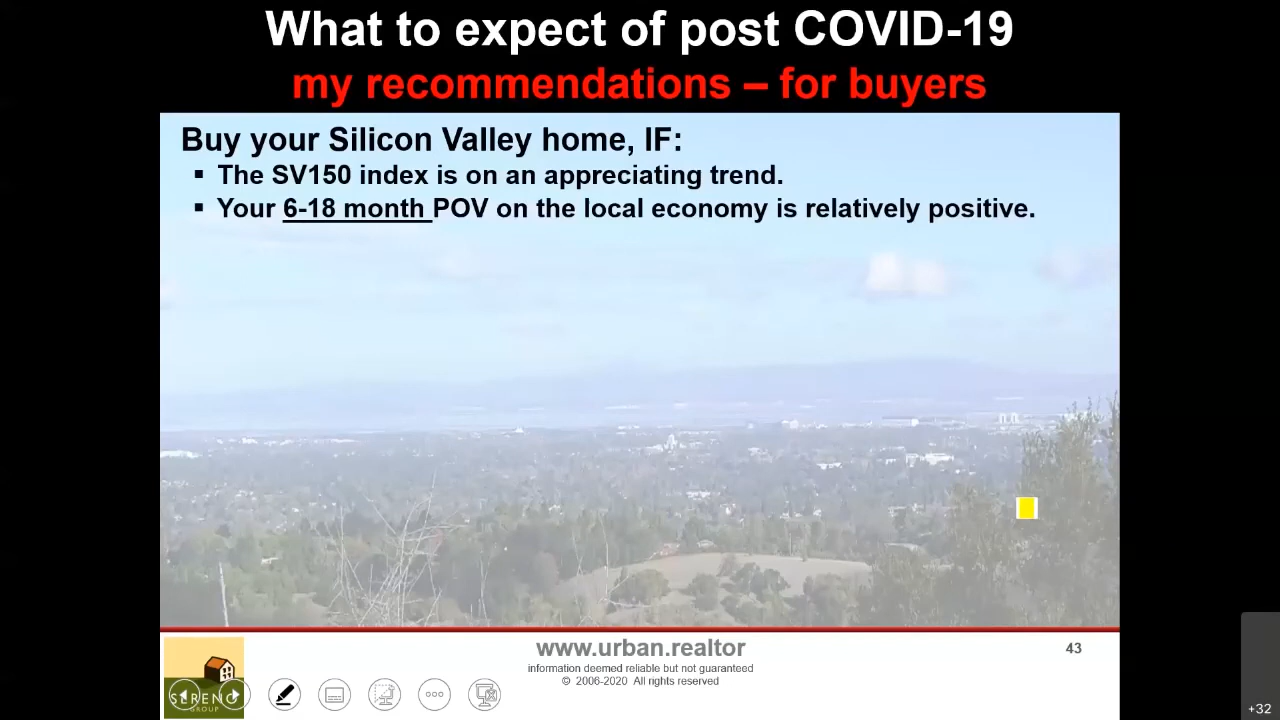 What to expect of post COVID-19
my recommendations – for buyers
Buy your Silicon Valley home, IF:
▪ The SV150 index is on an appreciating trend.
▪ Your 6-18 month POV on the local economy is relatively positive.
www.urban.realtor
43
information deemed reliable but not guaranteed
© 2006-2020 All rights reserved
SERENO
GROUP
+32